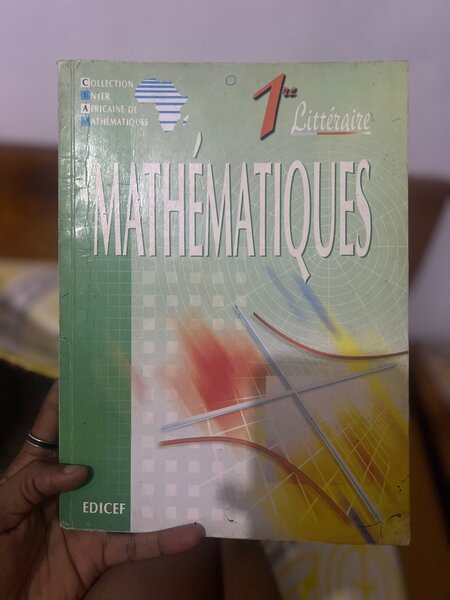 COLLECTION
INTER
AFRICAINE DE
MATHÉMATIQUES
1re
Littéraire
MATHÉMATIQUES
EDICEF